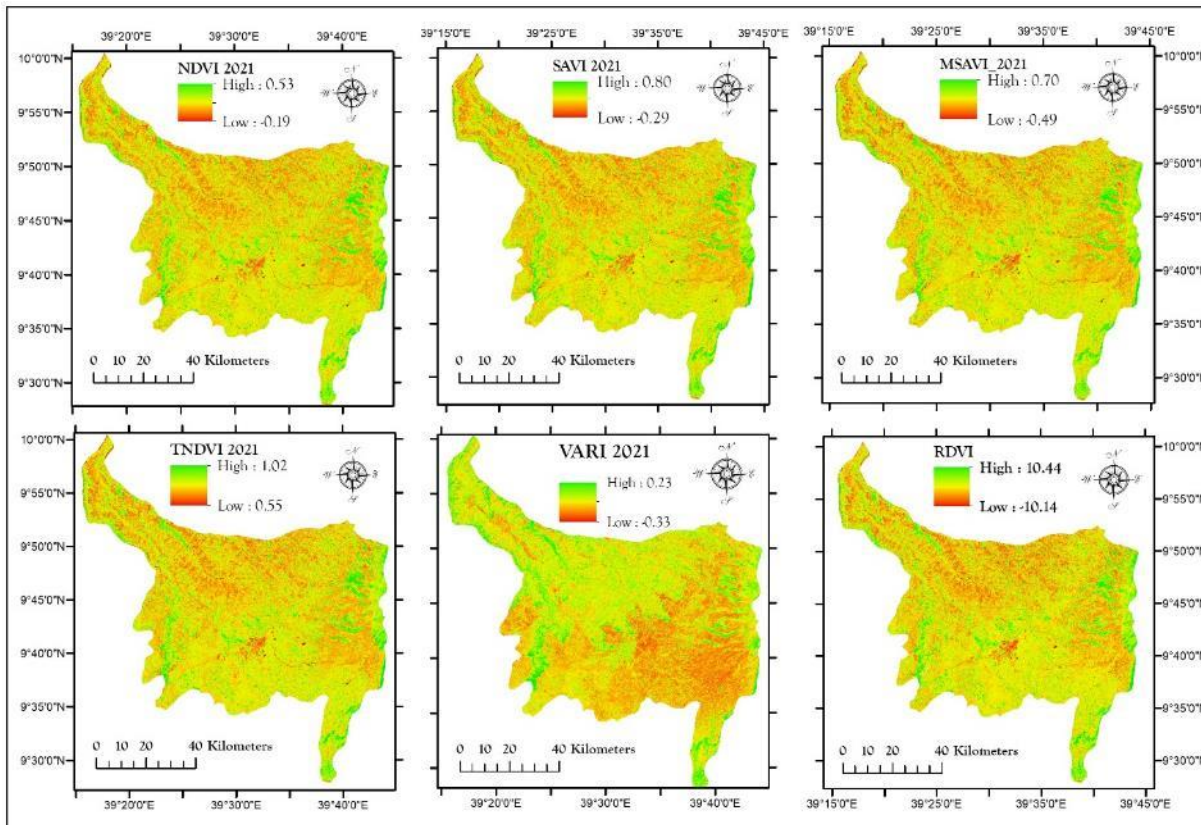 39°20'0"E 39°30'0"E 39°40'0"E 39°15'0"E 39°25'0"E 39°35'0"E 39°45'0"E 39°20'0"E 39°30'0"E 39°40'0"E
10°0'0"N
9°55'0"N
9°50'0"N
9°45'0"N
9°40'0"N
9°35'0"N
9°30'0"N
NDVI 2021
High : 0.53
Low : -0.19
N
S
0 10 20 40 Kilometers
SAVI 2021
High : 0.80
Low : -0.29
N
S
0 10 20 40 Kilometers
MSAVI_2021
High : 0.70
Low : -0.49
N
S
0 10 20 40 Kilometers
10°0'0"N
9°55'0"N
9°50'0"N
9°45'0"N
9°40'0"N
9°35'0"N
9°30'0"N
10°0'0"N
9°55'0"N
9°50'0"N
9°45'0"N
9°40'0"N
9°35'0"N
9°30'0"N
TNDVI 2021
High : 1.02
Low : 0.55
N
S
0 10 20 40 Kilometers
VARI 2021
High : 0.23
Low : -0.33
N
S
0 10 20 40 Kilometers
RDVI
High : 10.44
Low : -10.14
N
S
0 10 20 40 Kilometers
10°0'0"N
9°55'0"N
9°50'0"N
9°45'0"N
9°40'0"N
9°35'0"N
9°30'0"N
39°20'0"E 39°30'0"E 39°40'0"E 39°20'0"E 39°30'0"E 39°40'0"E 39°15'0"E 39°25'0"E 39°35'0"E 39°45'0"E